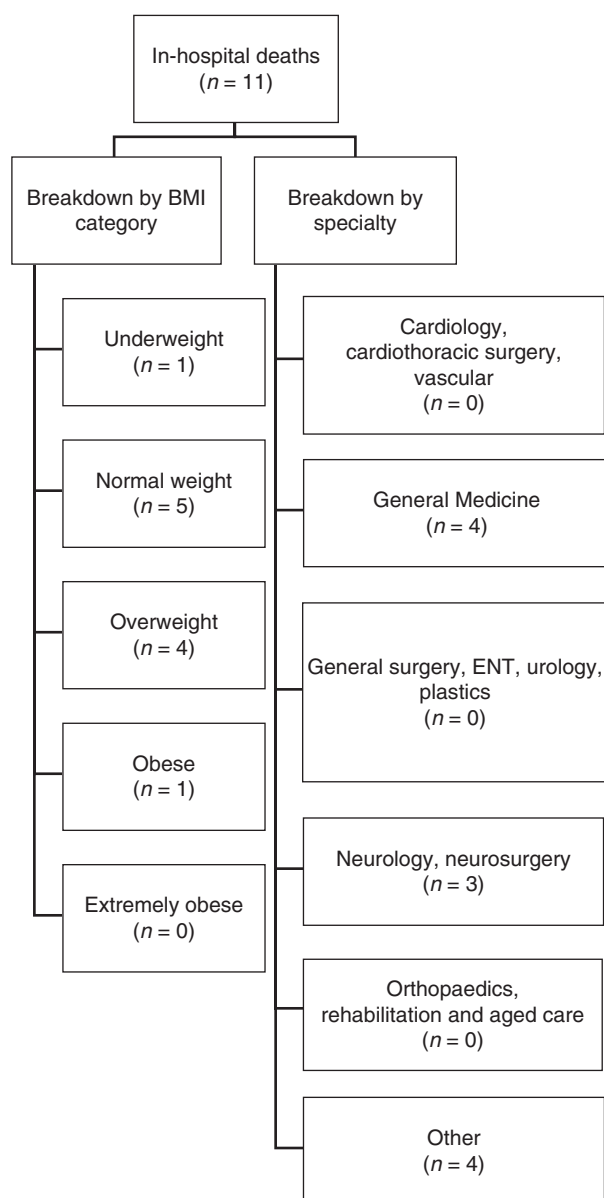 In-hospital deaths
(n = 11)
Breakdown by BMI
category
Underweight
(n = 1)
Normal weight
(n = 5)
Overweight
(n = 4)
Obese
(n = 1)
Extremely obese
(n = 0)
Breakdown by
specialty
Cardiology,
cardiothoracic surgery,
vascular
(n = 0)
General Medicine
(n = 4)
General surgery, ENT, urology,
plastics
(n = 0)
Neurology, neurosurgery
(n = 3)
Orthopaedics,
rehabilitation and aged care
(n = 0)
Other
(n = 4)